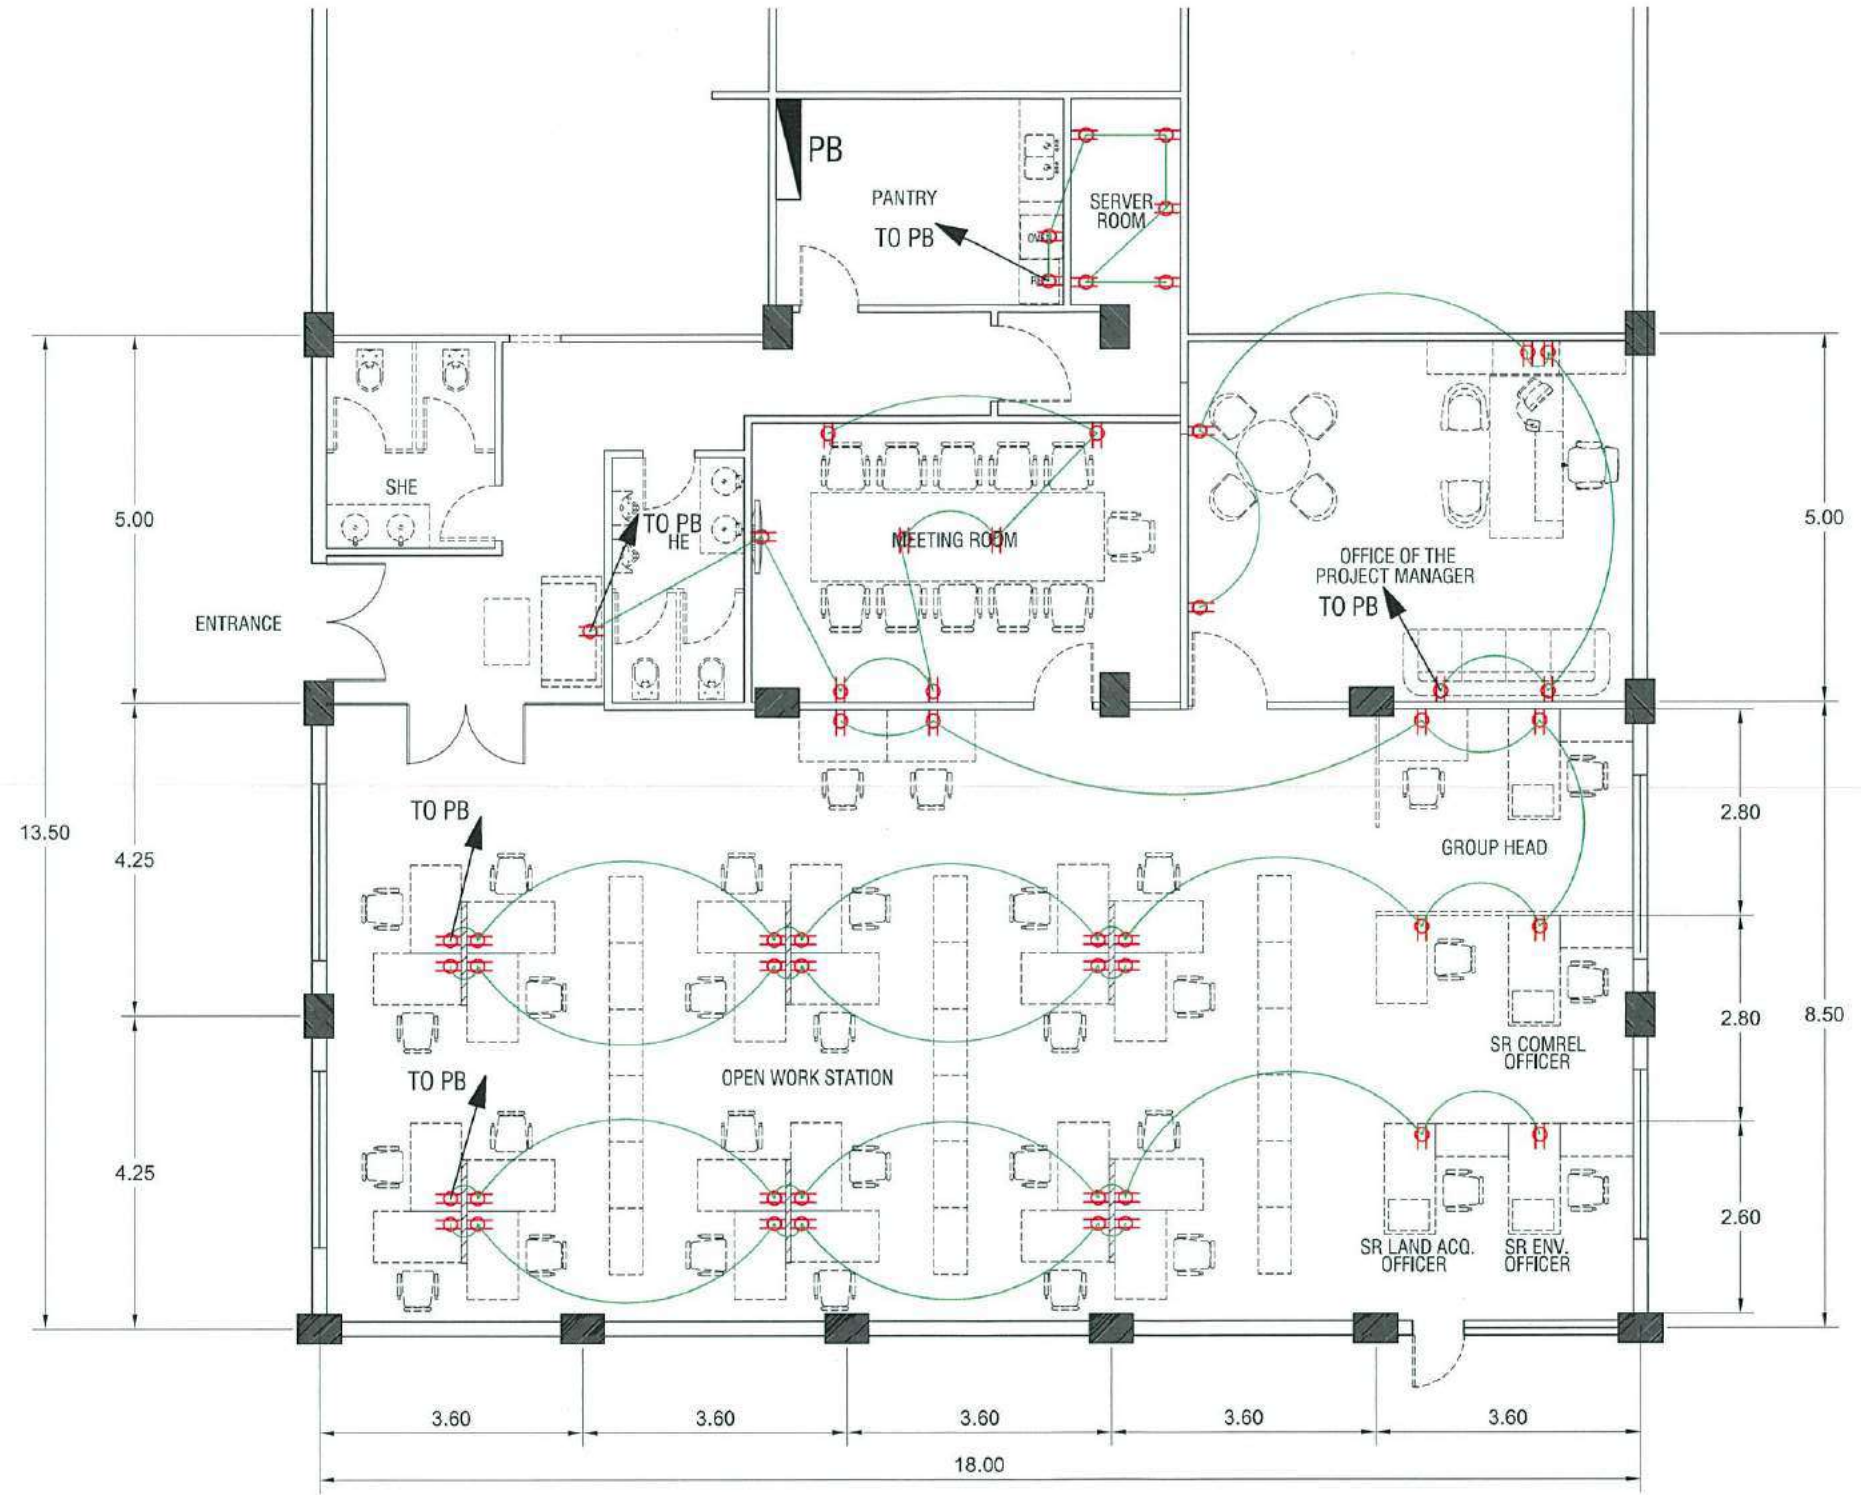 PB
PANTRY
TO PB
SERVER
ROOM
SHE
5.00
TO PB
HE
MEETING ROOM
5.00
OFFICE OF THE
PROJECT MANAGER
TO PB
ENTRANCE
TO PB
2.80
13.50
4.25
GROUP HEAD
2.80
8.50
SR COMREL
OFFICER
TO PB
OPEN WORK STATION
4.25
2.60
SR LAND ACQ.
OFFICER
SR ENV.
OFFICER
3.60
3.60
3.60
3.60
3.60
18.00